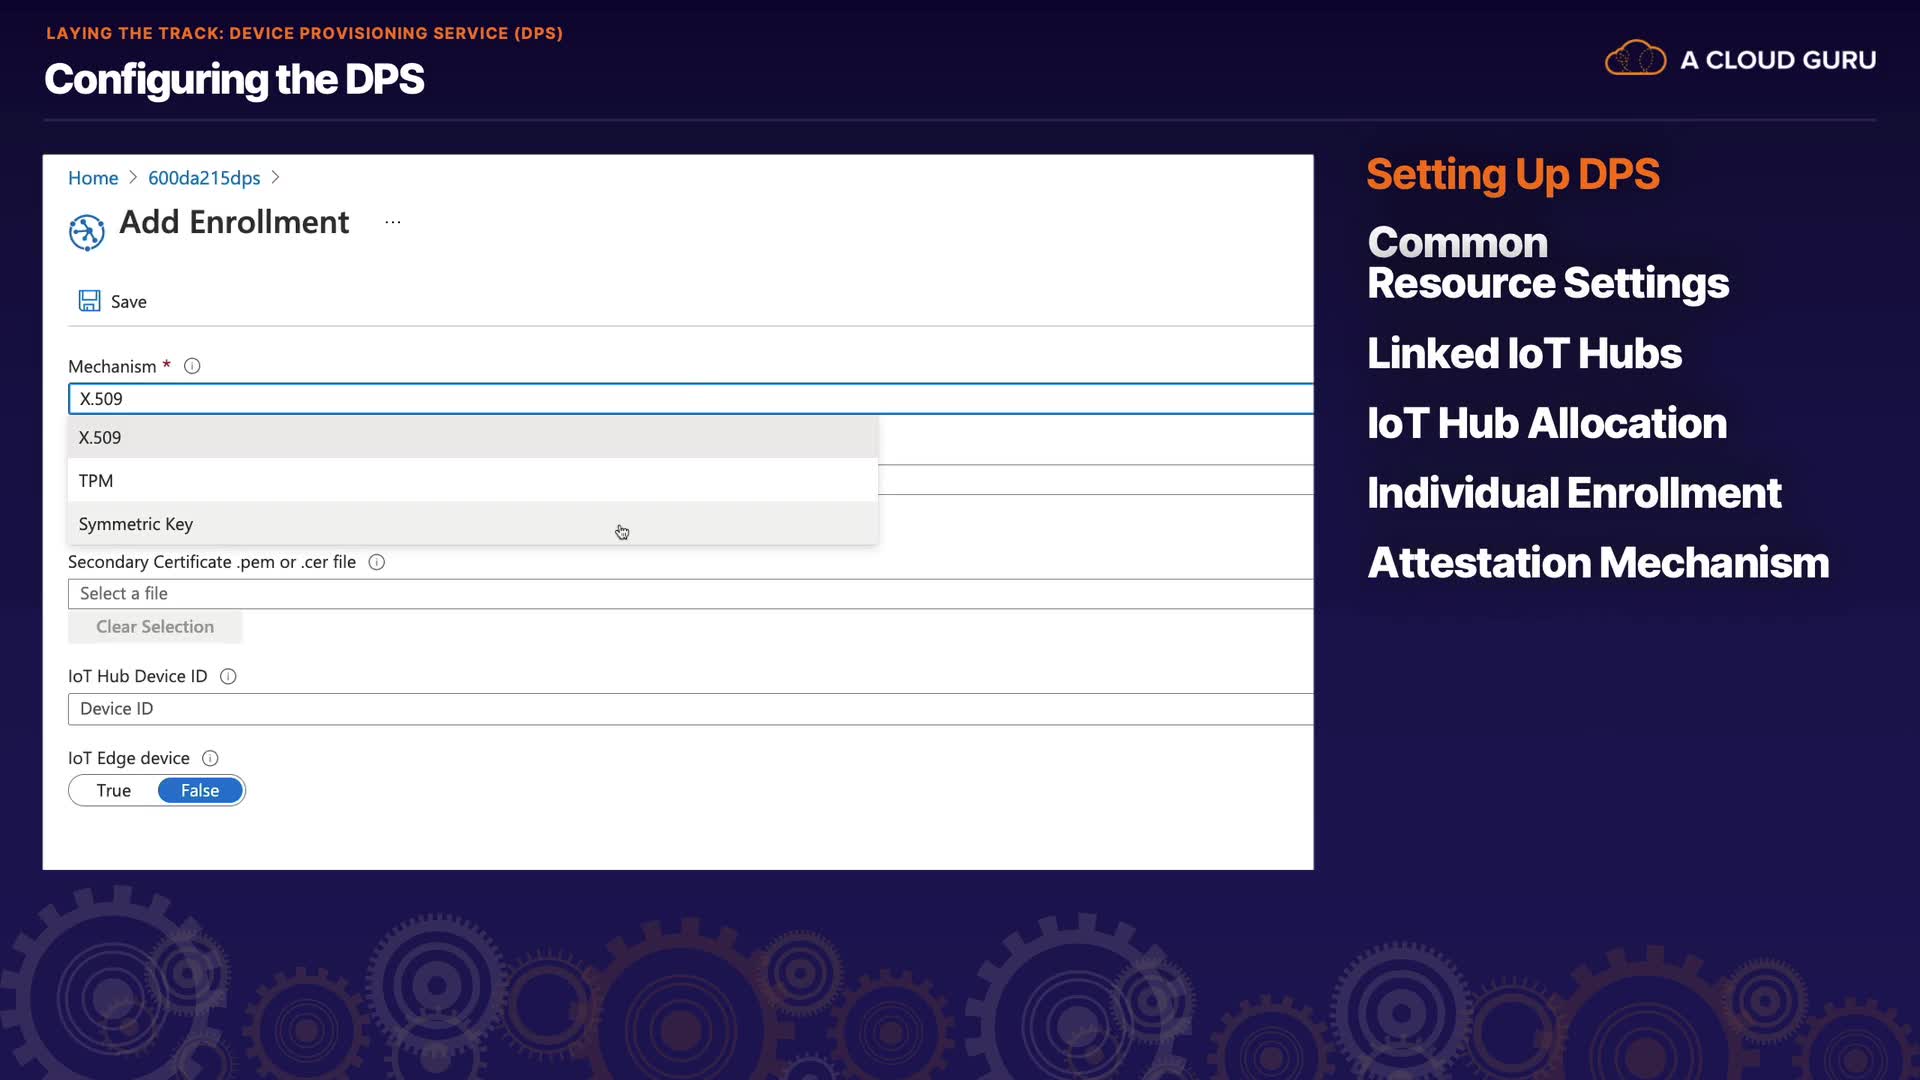 LAYING THE TRACK: DEVICE PROVISIONING SERVICE (DPS)
Configuring the DPS
A CLOUD GURU
Home > 600da215dps >
Add Enrollment ...
Save
Mechanism *
X.509
X.509
TPM
Symmetric Key
Secondary Certificate .pem or .cer file
Select a file
Clear Selection
IoT Hub Device ID
Device ID
IoT Edge device
True False
Setting Up DPS
Common
Resource Settings
Linked IoT Hubs
IoT Hub Allocation
Individual Enrollment
Attestation Mechanism